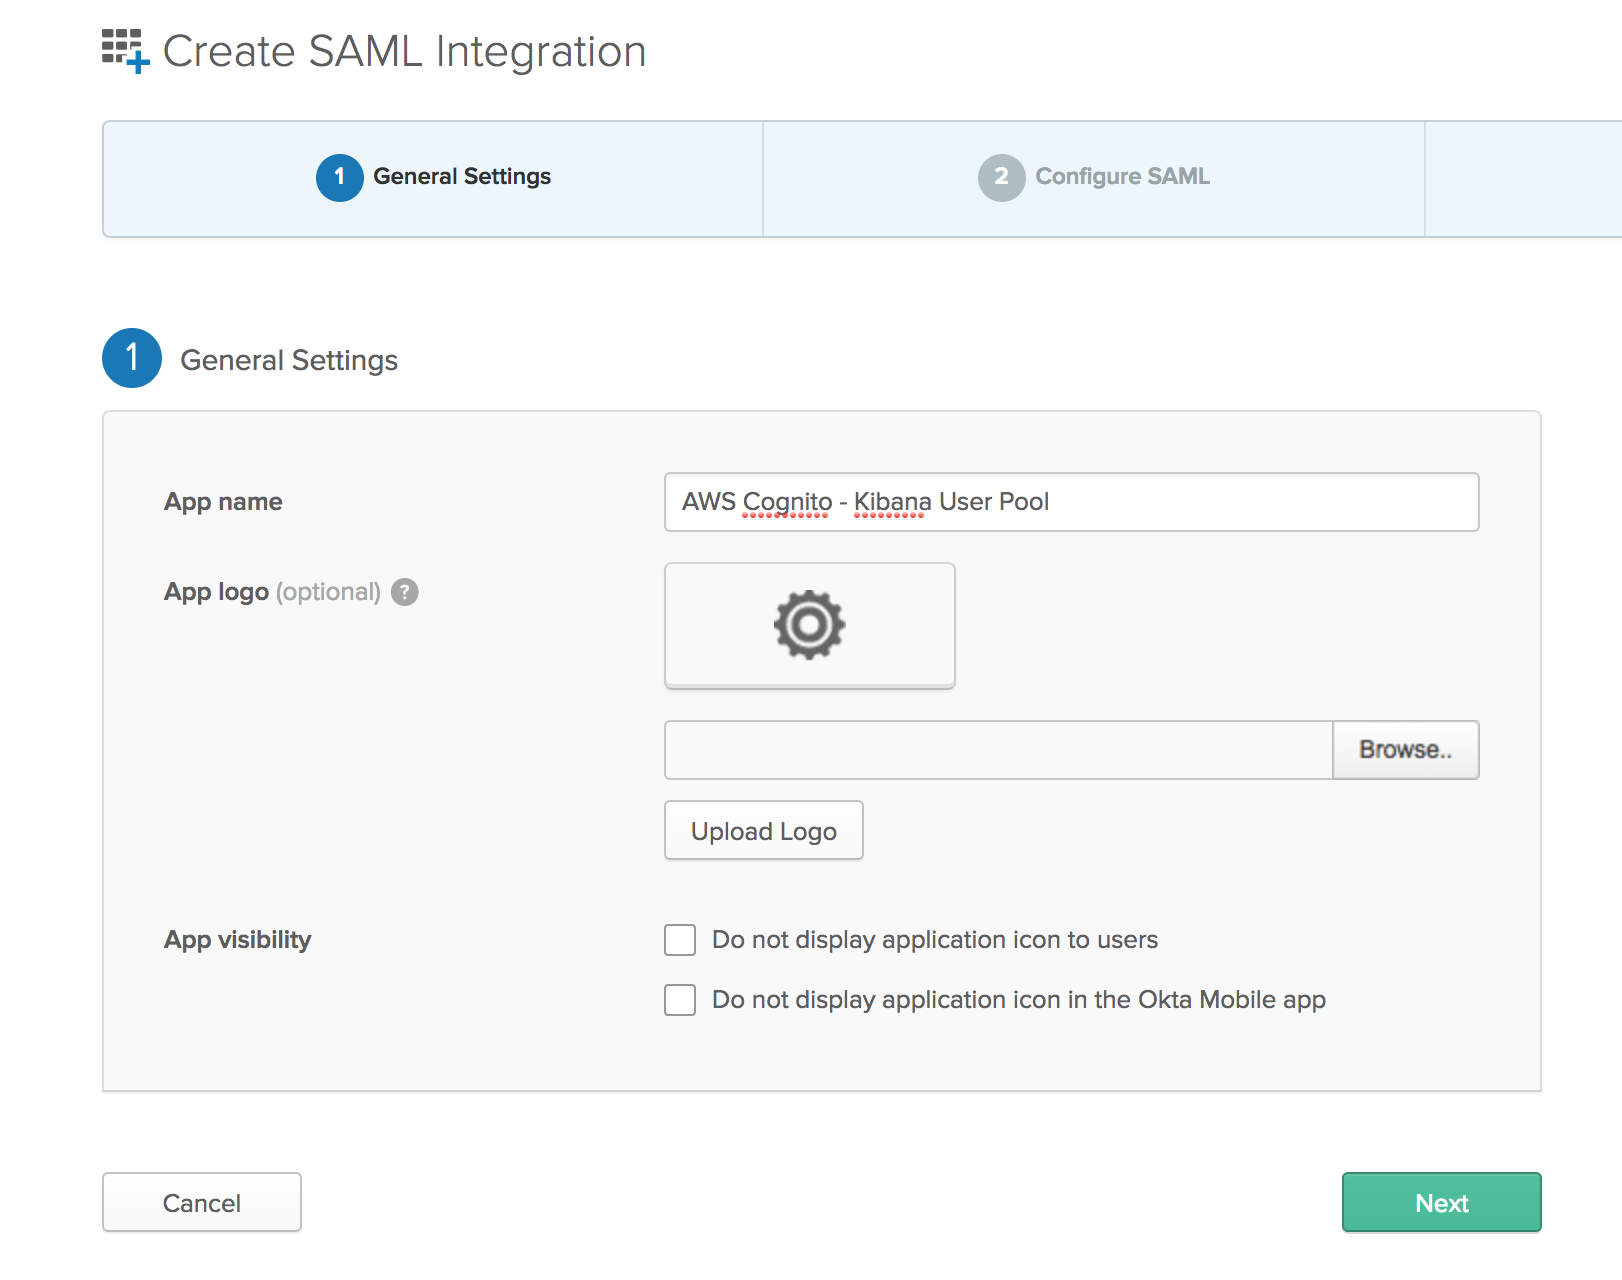 Create SAML Integration
1 General Settings
2 Configure SAML
1 General Settings
App name
AWS Cognito - Kibana User Pool
App logo (optional) ?
Browse..
Upload Logo
App visibility
Do not display application icon to users
Do not display application icon in the Okta Mobile app
Cancel
Next